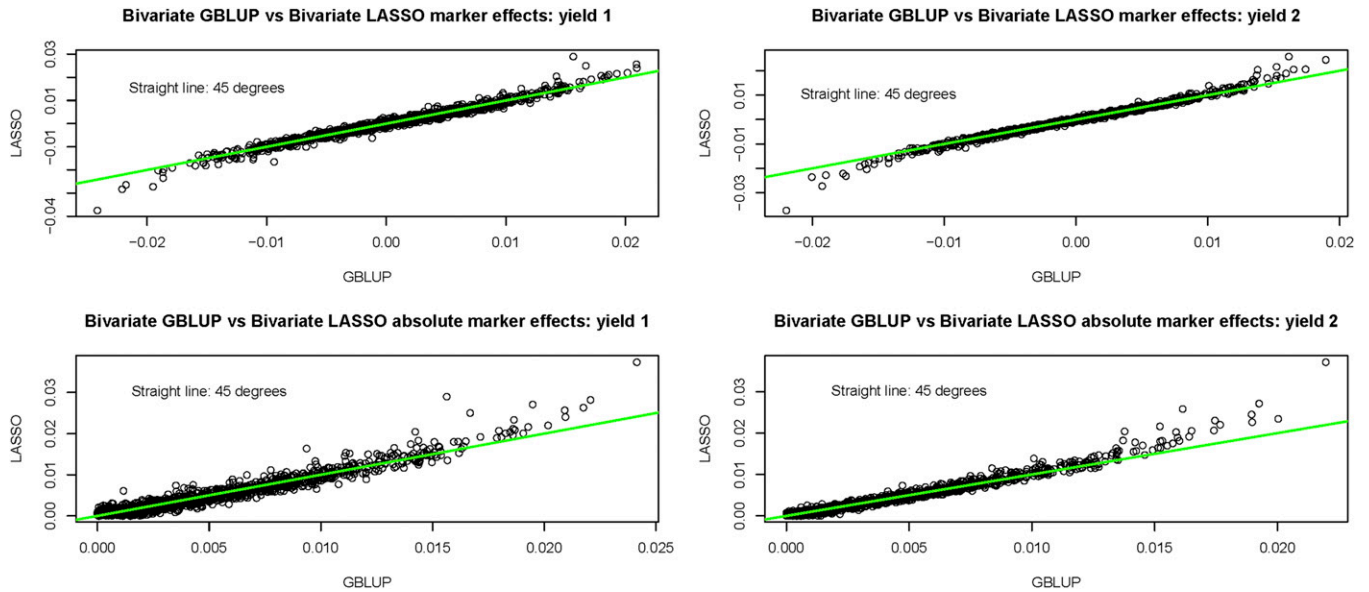 Bivariate GBLUP vs Bivariate LASSO marker effects: yield 1
LASSO
0.03
0.01
−0.01
−0.04
Straight line: 45 degrees
−0.02
−0.01
0.00
0.01
0.02
GBLUP
Bivariate GBLUP vs Bivariate LASSO marker effects: yield 2
LASSO
0.01
−0.01
−0.03
Straight line: 45 degrees
−0.02
−0.01
0.00
0.01
0.02
GBLUP
Bivariate GBLUP vs Bivariate LASSO absolute marker effects: yield 1
LASSO
0.03
0.02
0.01
0.00
Straight line: 45 degrees
0.000
0.005
0.010
0.015
0.020
0.025
GBLUP
Bivariate GBLUP vs Bivariate LASSO absolute marker effects: yield 2
LASSO
0.03
0.02
0.01
0.00
Straight line: 45 degrees
0.000
0.005
0.010
0.015
0.020
GBLUP